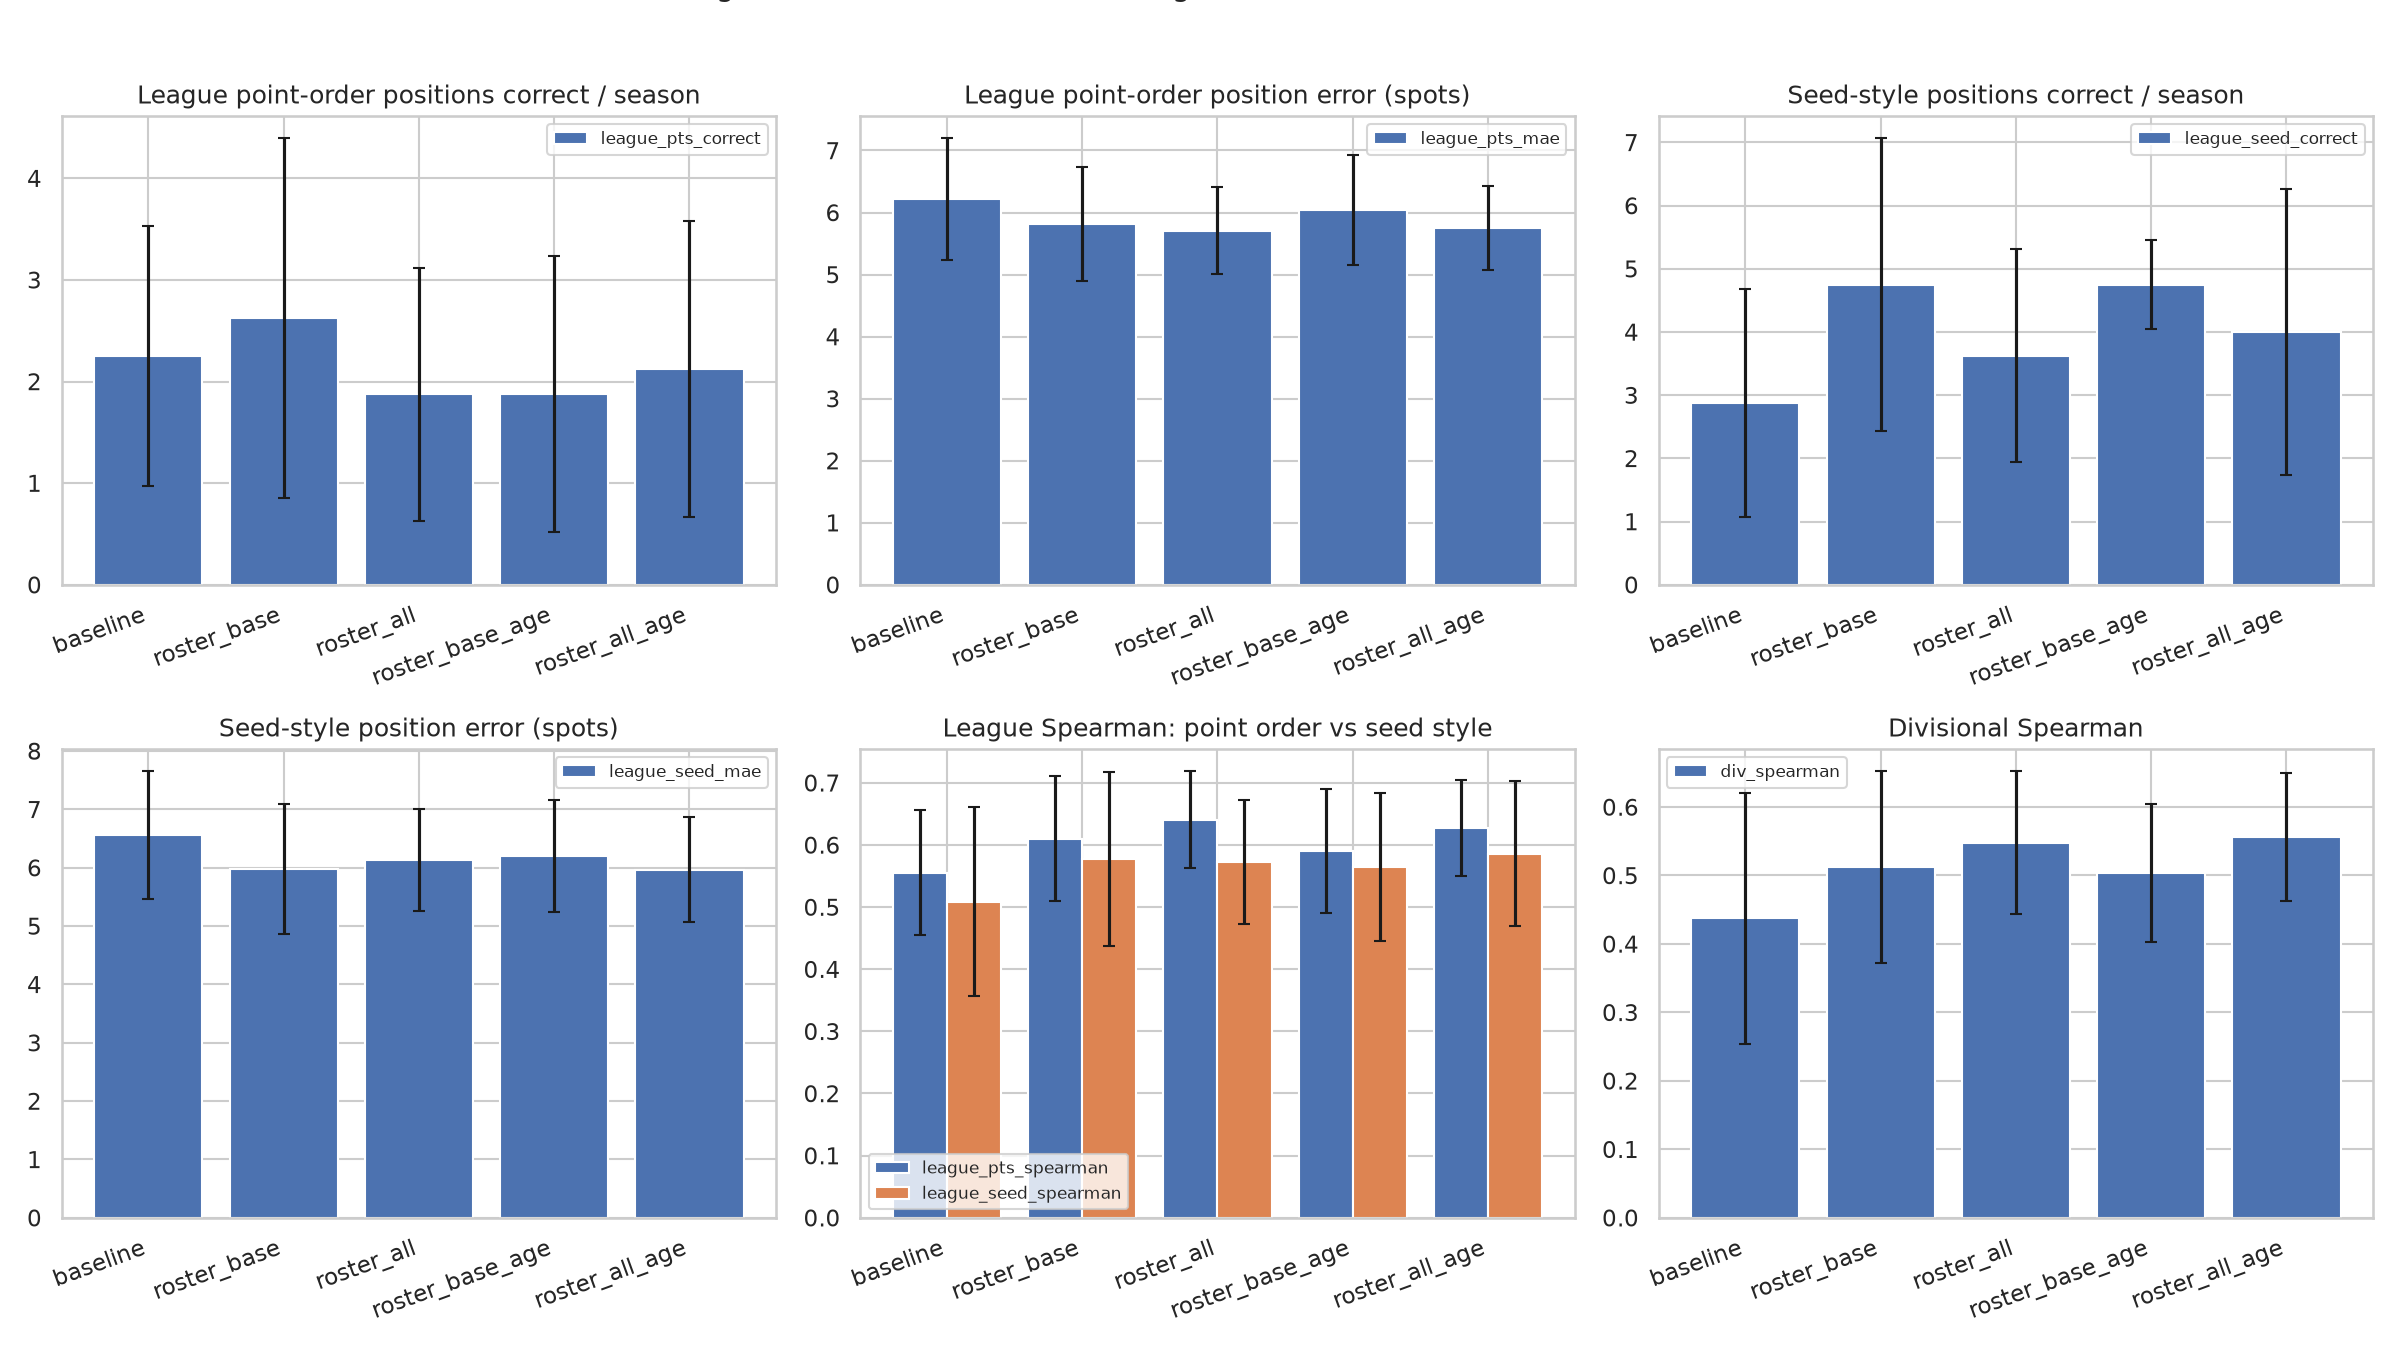 League point-order positions correct / season
league_pts_correct
4
3
2
1
0
baseline
roster_base
roster_all
roster_base_age
roster_all_age
League point-order position error (spots)
league_pts_mae
7
6
5
4
3
2
1
0
baseline
roster_base
roster_all
roster_base_age
roster_all_age
Seed-style positions correct / season
league_seed_correct
7
6
5
4
3
2
1
0
baseline
roster_base
roster_all
roster_base_age
roster_all_age
Seed-style position error (spots)
league_seed_mae
8
7
6
5
4
3
2
1
0
baseline
roster_base
roster_all
roster_base_age
roster_all_age
League Spearman: point order vs seed style
0.7
0.6
0.5
0.4
0.3
0.2
0.1
0.0
league_pts_spearman
league_seed_spearman
baseline
roster_base
roster_all
roster_base_age
roster_all_age
Divisional Spearman
div_spearman
0.6
0.5
0.4
0.3
0.2
0.1
0.0
baseline
roster_base
roster_all
roster_base_age
roster_all_age